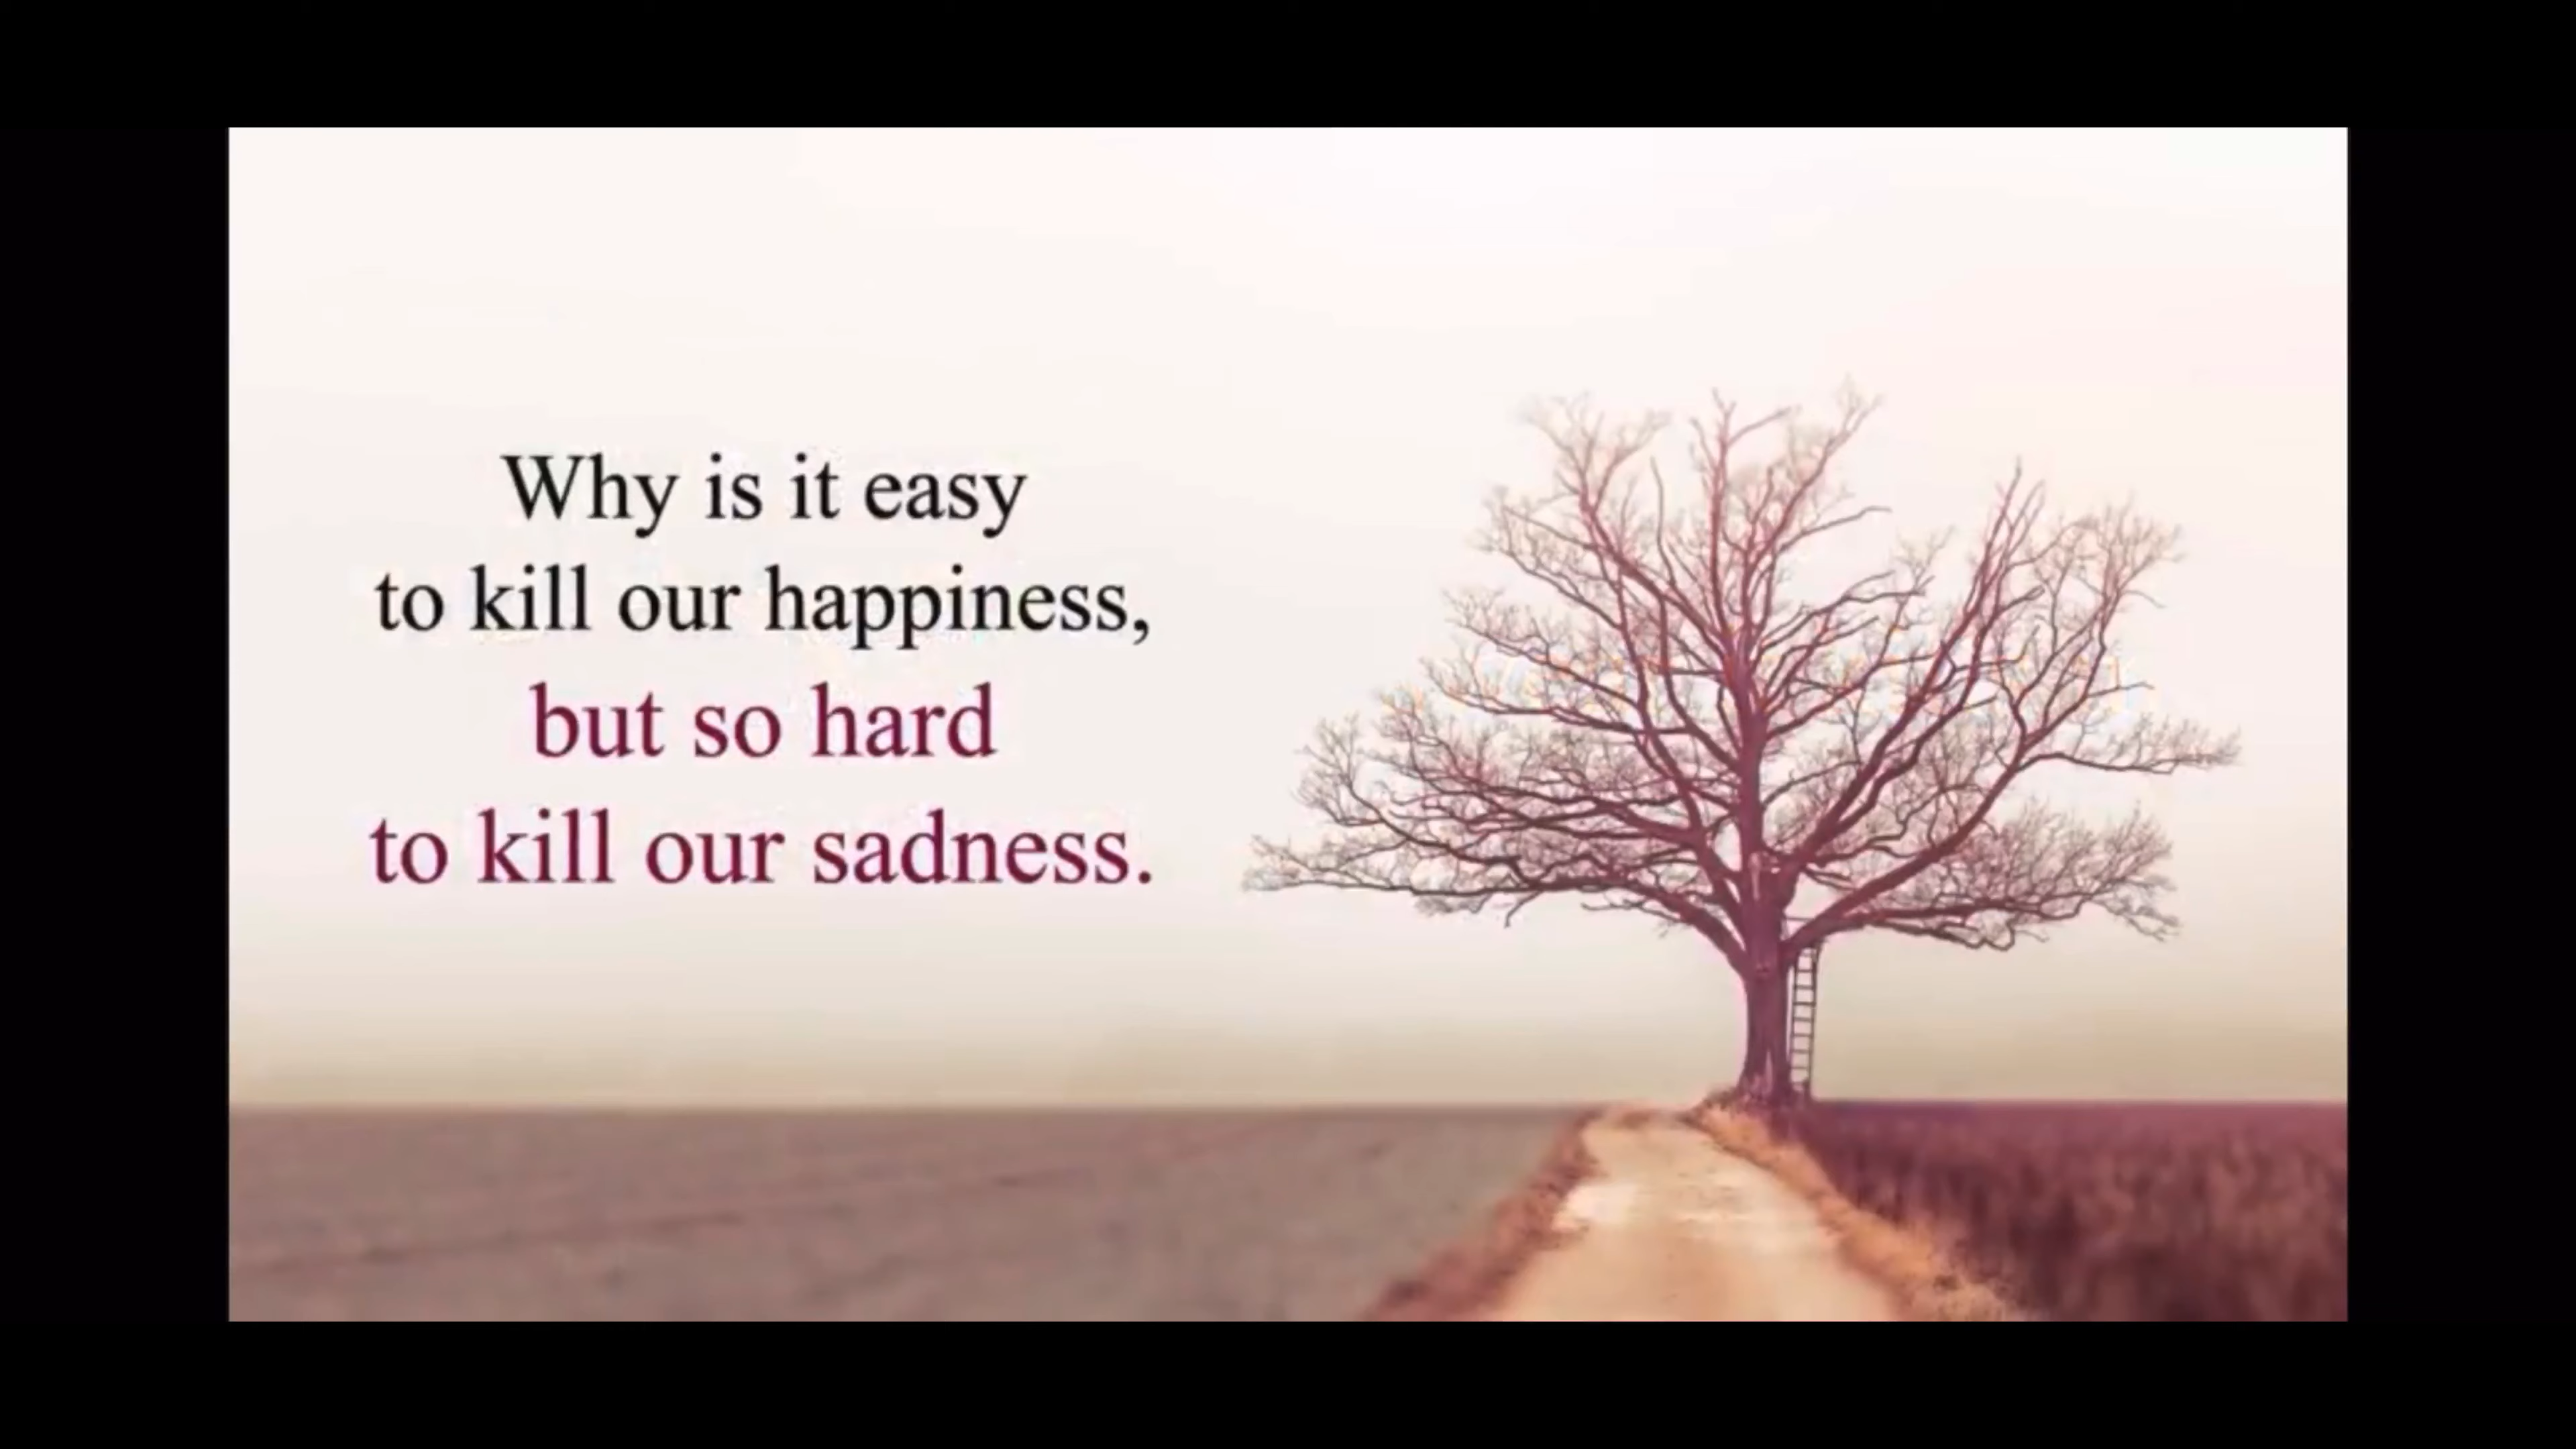 Why is it easy
to kill our happiness,
but so hard
to kill our sadness.